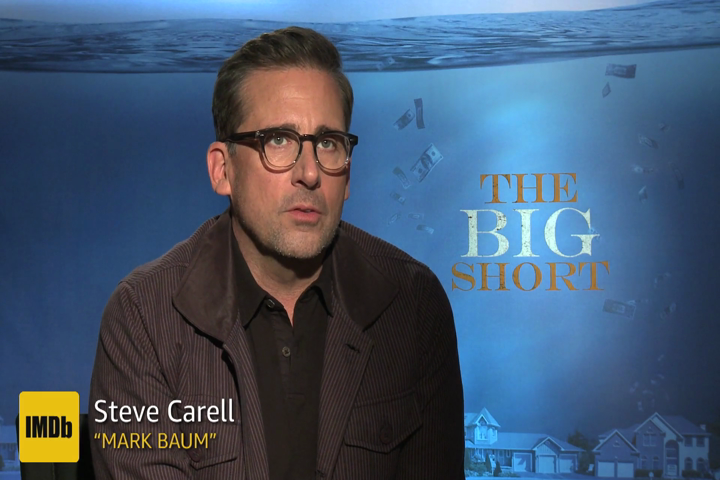 THE
BIG
SHORT
IMDb
Steve Carell
"MARK BAUM"